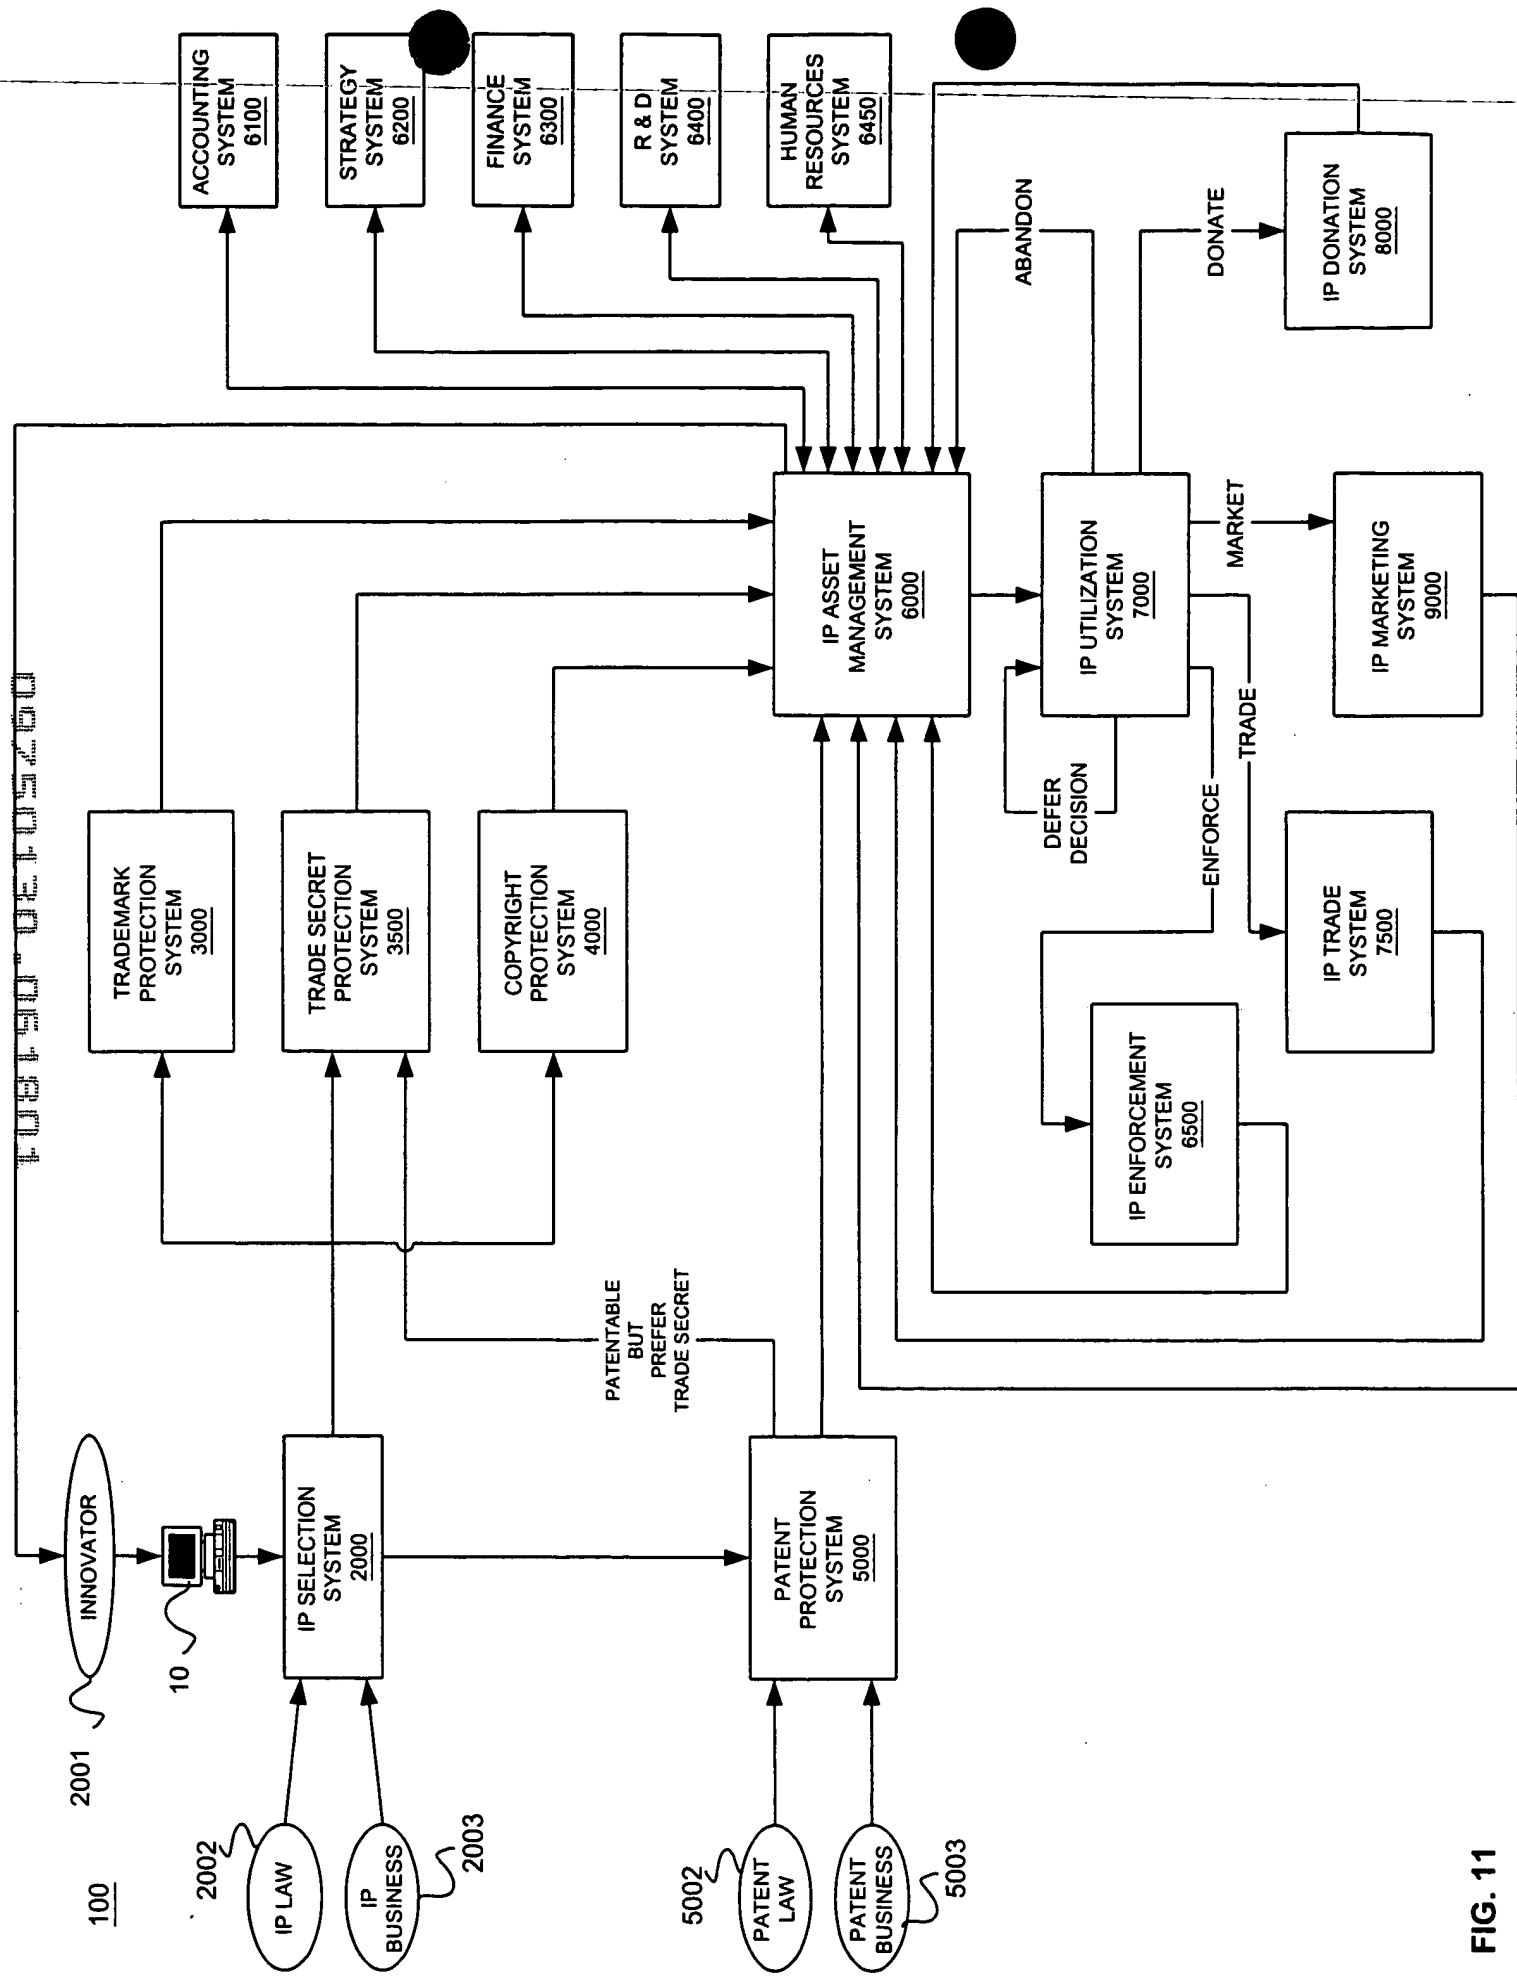 100
2001
INNOVATOR
10
2002
IP LAW
IP
BUSINESS
2003
IP SELECTION
SYSTEM
2000
5002
PATENT
LAW
PATENT
BUSINESS
5003
PATENT
PROTECTION
SYSTEM
5000
PATENTABLE
BUT
PREFER
TRADE SECRET
TRADEMARK
PROTECTION
SYSTEM
3000
TRADE SECRET
PROTECTION
SYSTEM
3500
COPYRIGHT
PROTECTION
SYSTEM
4000
IP ASSET
MANAGEMENT
SYSTEM
6000
ACCOUNTING
SYSTEM
6100
STRATEGY
SYSTEM
6200
FINANCE
SYSTEM
6300
R & D
SYSTEM
6400
HUMAN
RESOURCES
SYSTEM
6450
IP UTILIZATION
SYSTEM
7000
DEFER
DECISION
ENFORCE
TRADE
MARKET
ABANDON
DONATE
IP ENFORCEMENT
SYSTEM
6500
IP TRADE
SYSTEM
7500
IP MARKETING
SYSTEM
9000
IP DONATION
SYSTEM
8000
FIG. 11